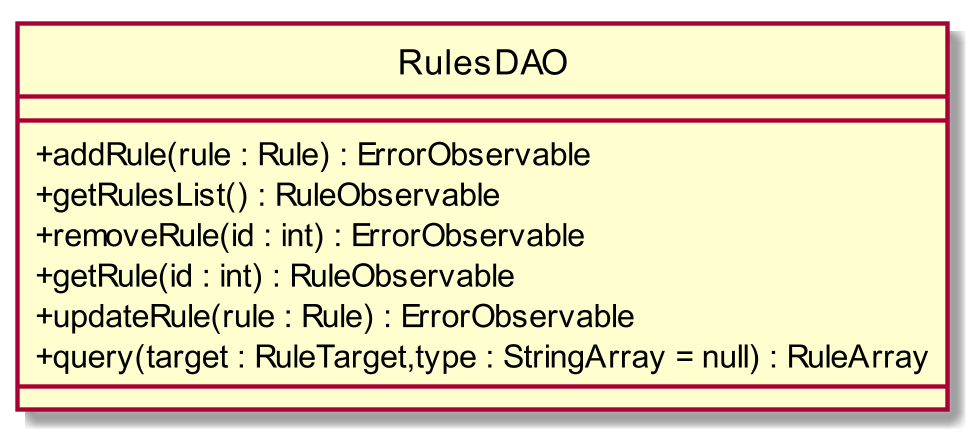 RulesDAO
+addRule(rule : Rule) : ErrorObservable
+getRulesList() : RuleObservable
+removeRule(id : int) : ErrorObservable
+getRule(id : int) : RuleObservable
+updateRule(rule : Rule) : ErrorObservable
+query(target : RuleTarget,type : StringArray = null) : RuleArray